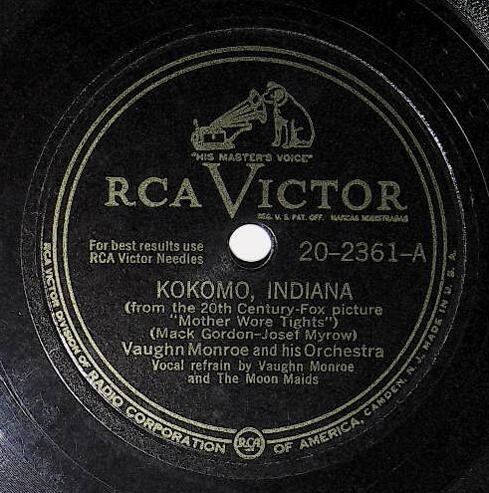 "HIS MASTER'S VOICE"
RCA VICTOR
REG. U. S. PAT. OFF. MARCAS REGISTRADAS
For best results use
RCA Victor Needles
20-2361-A
KOKOMO, INDIANA
(from the 20th Century-Fox picture
"Mother Wore Tights")
(Mack Gordon-Josef Myrow)
Vaughn Monroe and his Orchestra
Vocal refrain by Vaughn Monroe
and The Moon Maids
RCA VICTOR DIVISION OF RADIO CORPORATION RCA OF AMERICA, CAMDEN, N. J. MADE IN U. S. A.